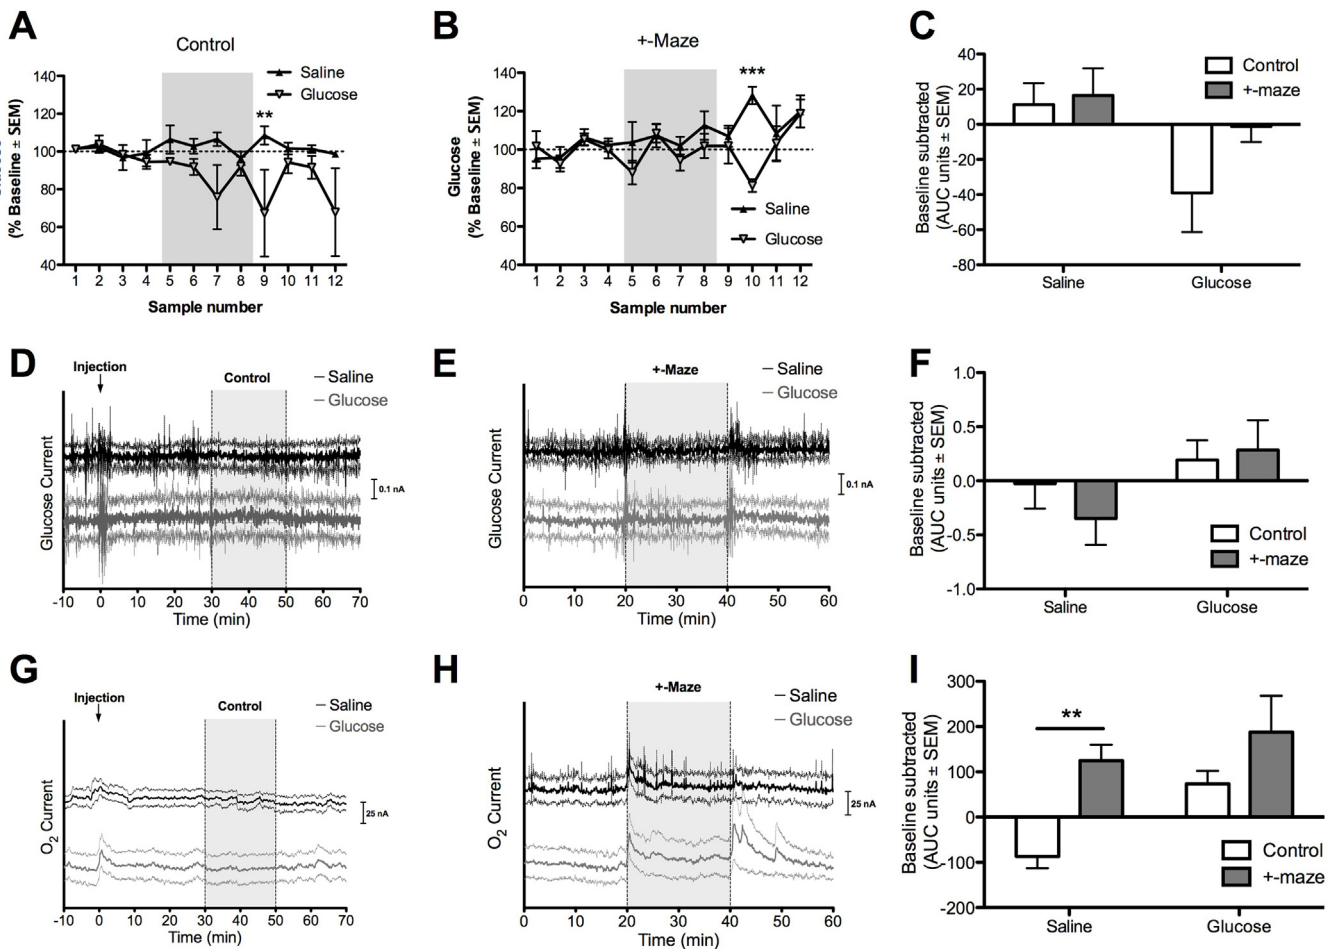 A
Control
Saline
Glucose
**
140
120
100
80
60
40
(% Baseline ± SEM)
1 2 3 4 5 6 7 8 9 10 11 12
Sample number
B
+-Maze
***
140
120
100
80
60
40
Glucose
(% Baseline ± SEM)
Saline
Glucose
1 2 3 4 5 6 7 8 9 10 11 12
Sample number
C
Control
+-maze
40
20
0
-20
-40
-60
-80
Baseline subtracted
(AUC units ± SEM)
Saline Glucose
D
Injection
Control
Saline
Glucose
Glucose Current
0.1 nA
-10 0 10 20 30 40 50 60 70
Time (min)
E
+-Maze
Saline
Glucose
Glucose Current
0.1 nA
0 10 20 30 40 50 60
Time (min)
F
1.0
0.5
0.0
-0.5
-1.0
Baseline subtracted
(AUC units ± SEM)
Control
+-maze
Saline Glucose
G
Injection
Control
Saline
Glucose
O2 Current
25 nA
-10 0 10 20 30 40 50 60 70
Time (min)
H
+-Maze
Saline
Glucose
O2 Current
25 nA
0 10 20 30 40 50 60
Time (min)
I
300
200
100
0
-100
-200
Baseline subtracted
(AUC units ± SEM)
**
Control
+-maze
Saline Glucose